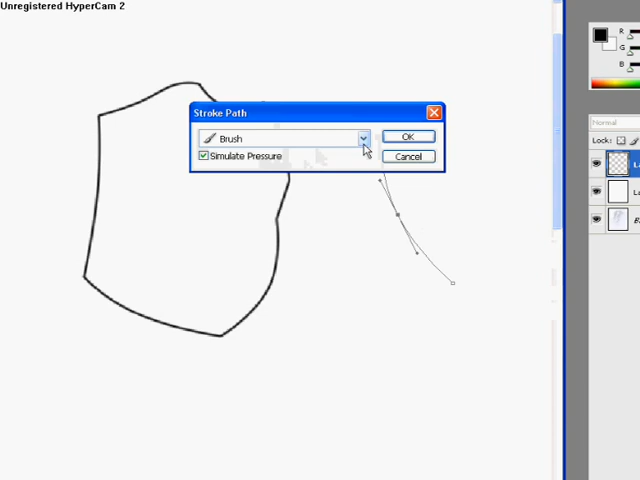 Unregistered HyperCam 2
Stroke Path
Brush
OK
Simulate Pressure
Cancel
R
G
B
Normal
Lock: